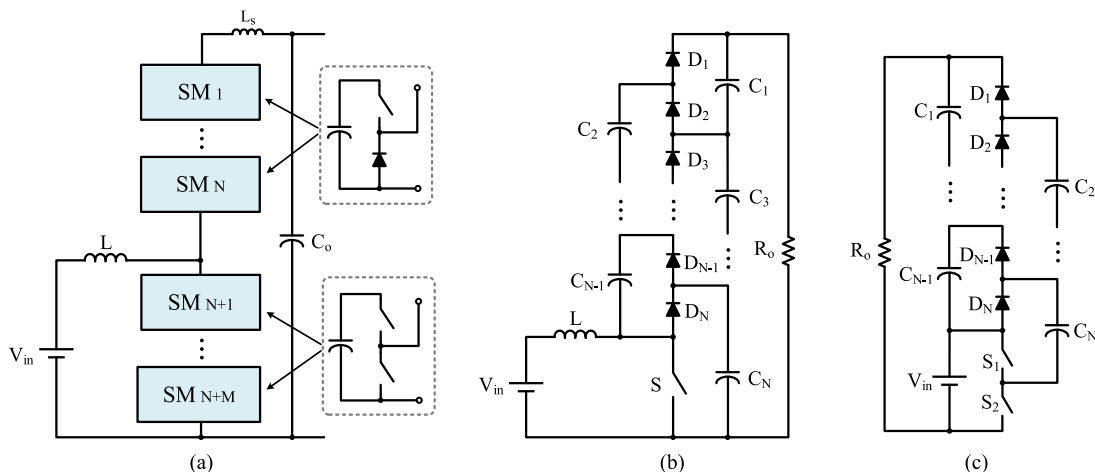 Ls
SM 1
SM N
L
Co
SM N+1
Vin
SM N+M
(a)
D1
C1
D2
C2
D3
C3
DN-1
CN-1
Ro
L
DN
Vin
S
CN
(b)
D1
C1
D2
C2
Ro
DN-1
CN-1
DN
CN
S1
Vin
S2
(c)